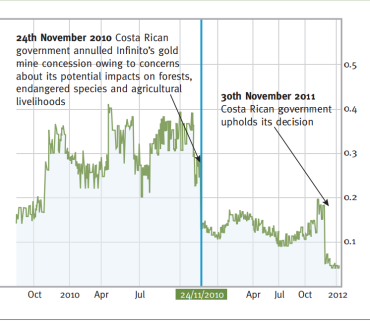 24th November 2010 Costa Rican
government annulled Infinito's gold
mine concession owing to concerns
about its potential impacts on forests,
endangered species and agricultural
livelihoods
30th November 2011
Costa Rican government
upholds its decision
0.5
0.4
0.3
0.2
0.1
Oct 2010 Apr Jul 24/11/2010 Apr Jul Oct 2012